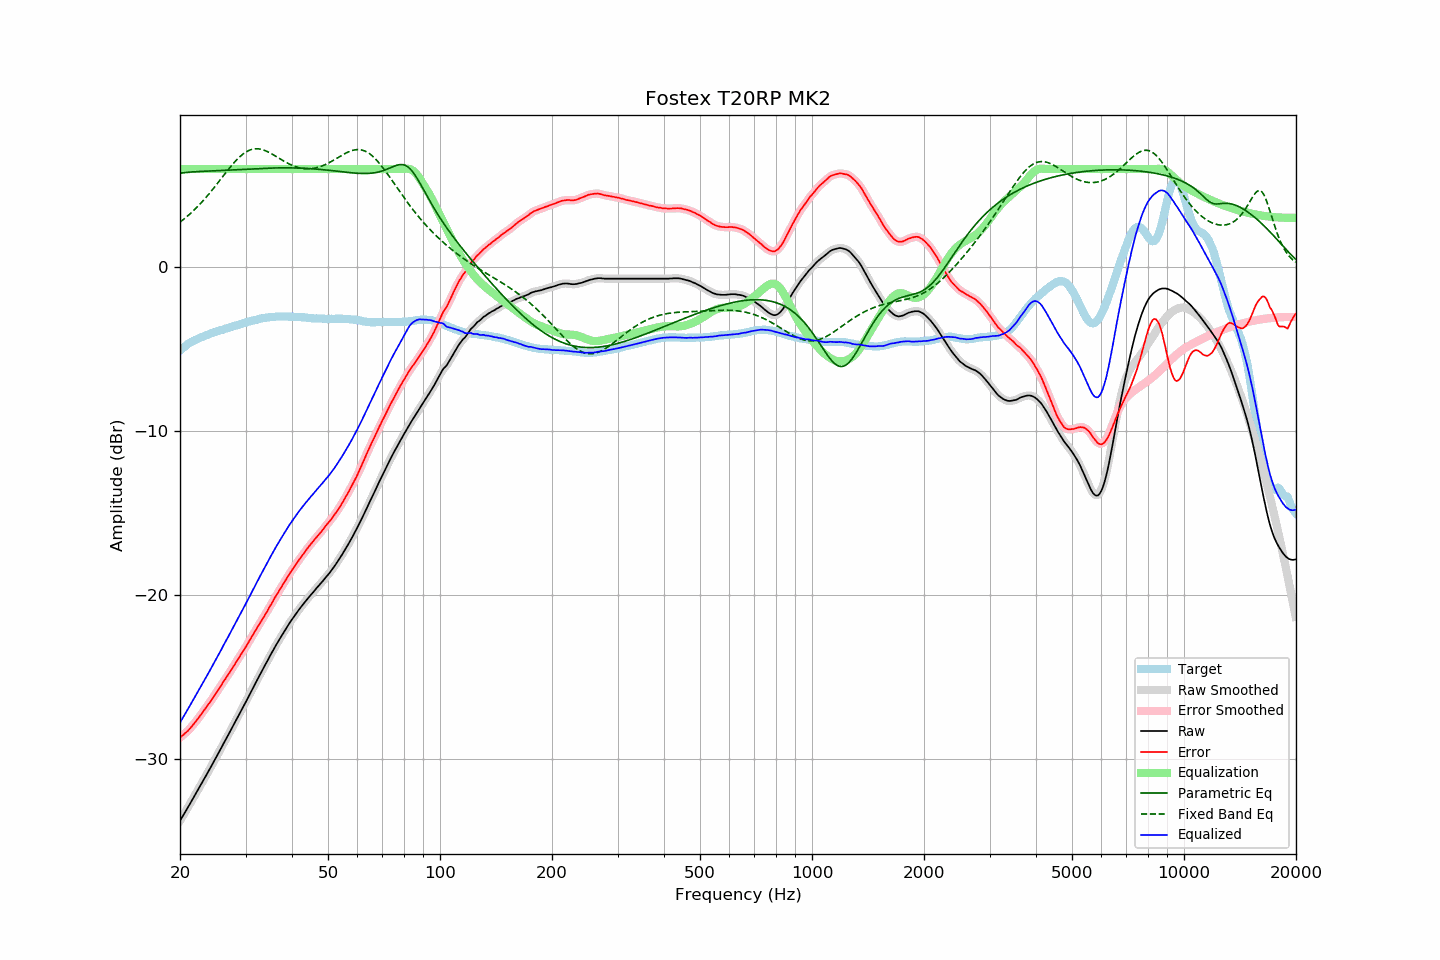 Fostex T20RP MK2
Amplitude (dBr)
0
−10
−20
−30
Target
Raw Smoothed
Error Smoothed
Raw
Error
Equalization
Parametric Eq
Fixed Band Eq
Equalized
20 50 100 200 500 1000 2000 5000 10000 20000
Frequency (Hz)